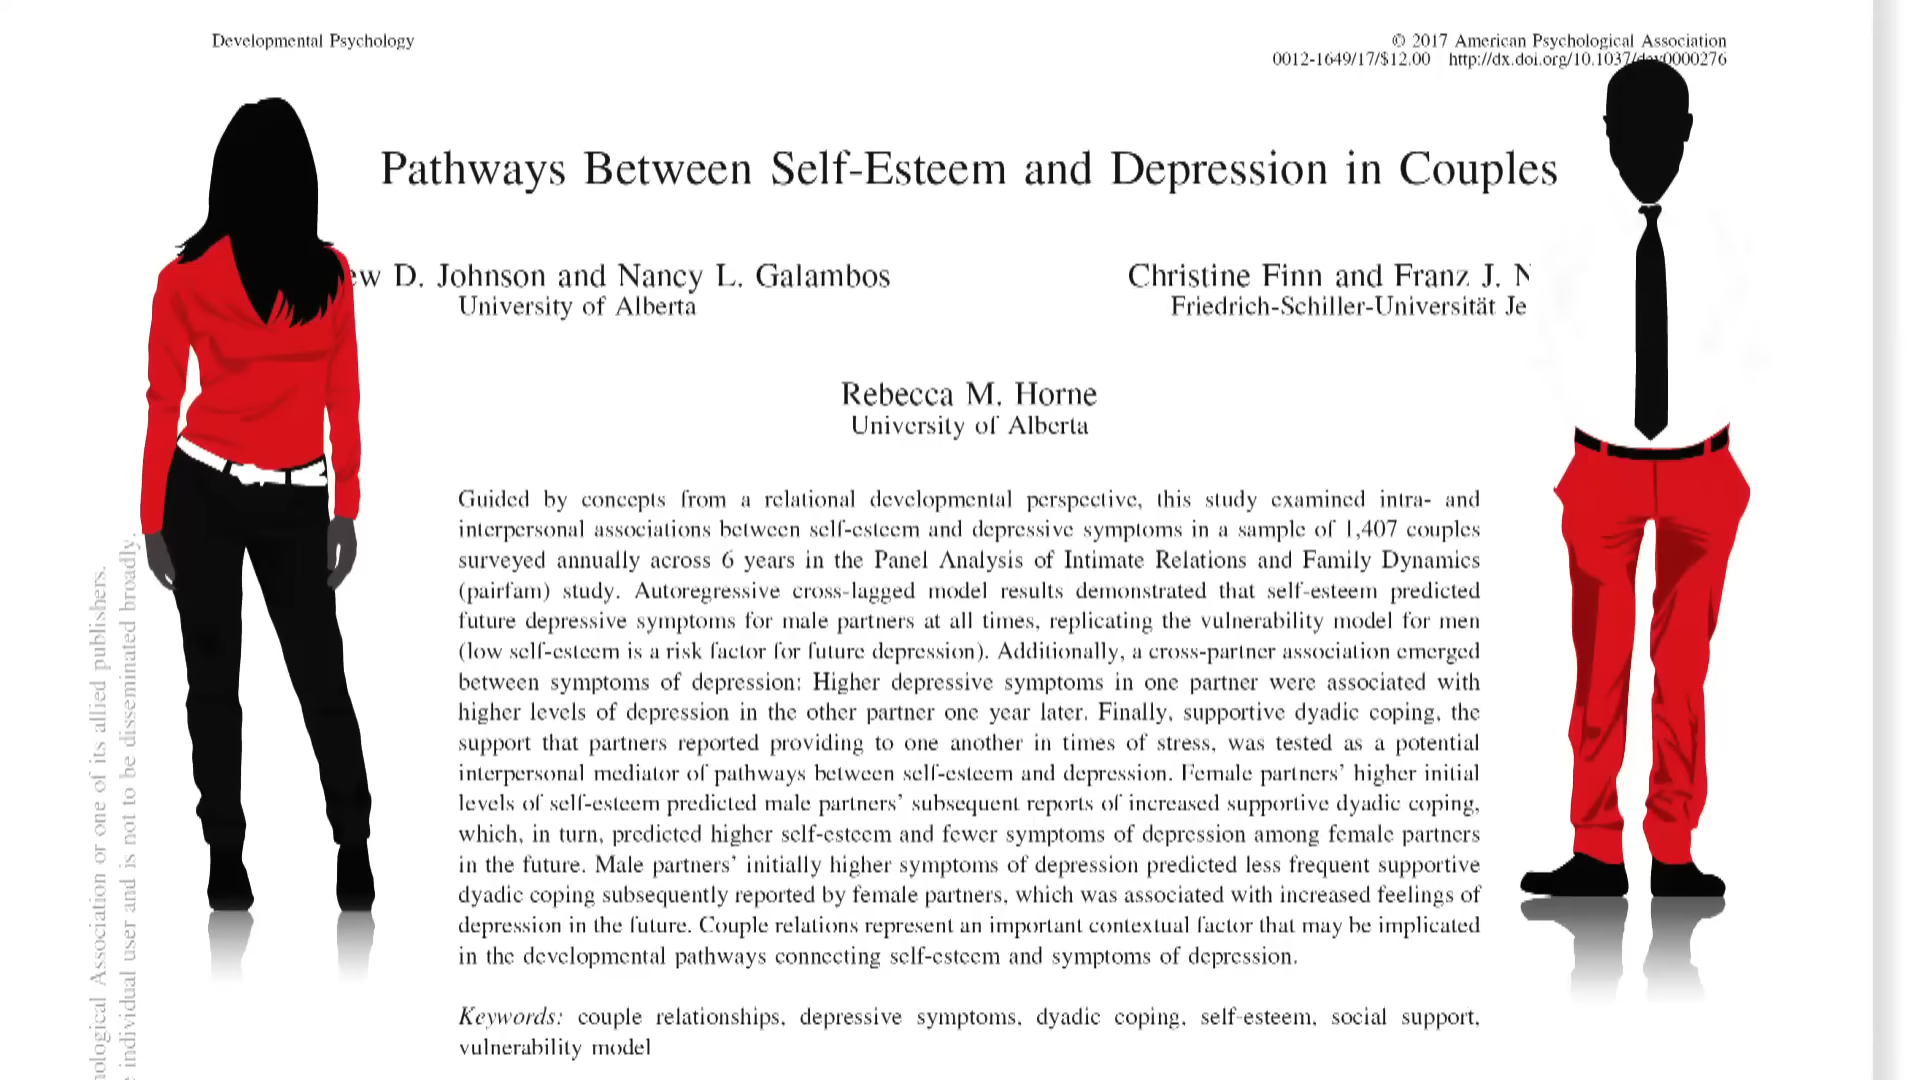 Developmental Psychology
© 2017 American Psychological Association
0012-1649/17/$12.00 http://dx.doi.org/10.1037/dev0000276
Pathways Between Self-Esteem and Depression in Couples
D. Johnson and Nancy L. Galambos
University of Alberta
Christine Finn and Franz J.
Friedrich-Schiller-Universität
Rebecca M. Horne
University of Alberta
Guided by concepts from a relational developmental perspective, this study examined intra- and
interpersonal associations between self-esteem and depressive symptoms in a sample of 1,407 couples
surveyed annually across 6 years in the Panel Analysis of Intimate Relations and Family Dynamics
(pairfam) study. Autoregressive cross-lagged model results demonstrated that self-esteem predicted
future depressive symptoms for male partners at all times, replicating the vulnerability model for men
(low self-esteem is a risk factor for future depression). Additionally, a cross-partner association emerged
between symptoms of depression: Higher depressive symptoms in one partner were associated with
higher levels of depression in the other partner one year later. Finally, supportive dyadic coping, the
support that partners reported providing to one another in times of stress, was tested as a potential
interpersonal mediator of pathways between self-esteem and depression. Female partners' higher initial
levels of self-esteem predicted male partners' subsequent reports of increased supportive dyadic coping,
which, in turn, predicted higher self-esteem and fewer symptoms of depression among female partners
in the future. Male partners' initially higher symptoms of depression predicted less frequent supportive
dyadic coping subsequently reported by female partners, which was associated with increased feelings of
depression in the future. Couple relations represent an important contextual factor that may be implicated
in the developmental pathways connecting self-esteem and symptoms of depression.
Keywords: couple relationships, depressive symptoms, dyadic coping, self-esteem, social support,
vulnerability model
Association or one of its allied publishers.
individual user and is not to be disseminated broadly.